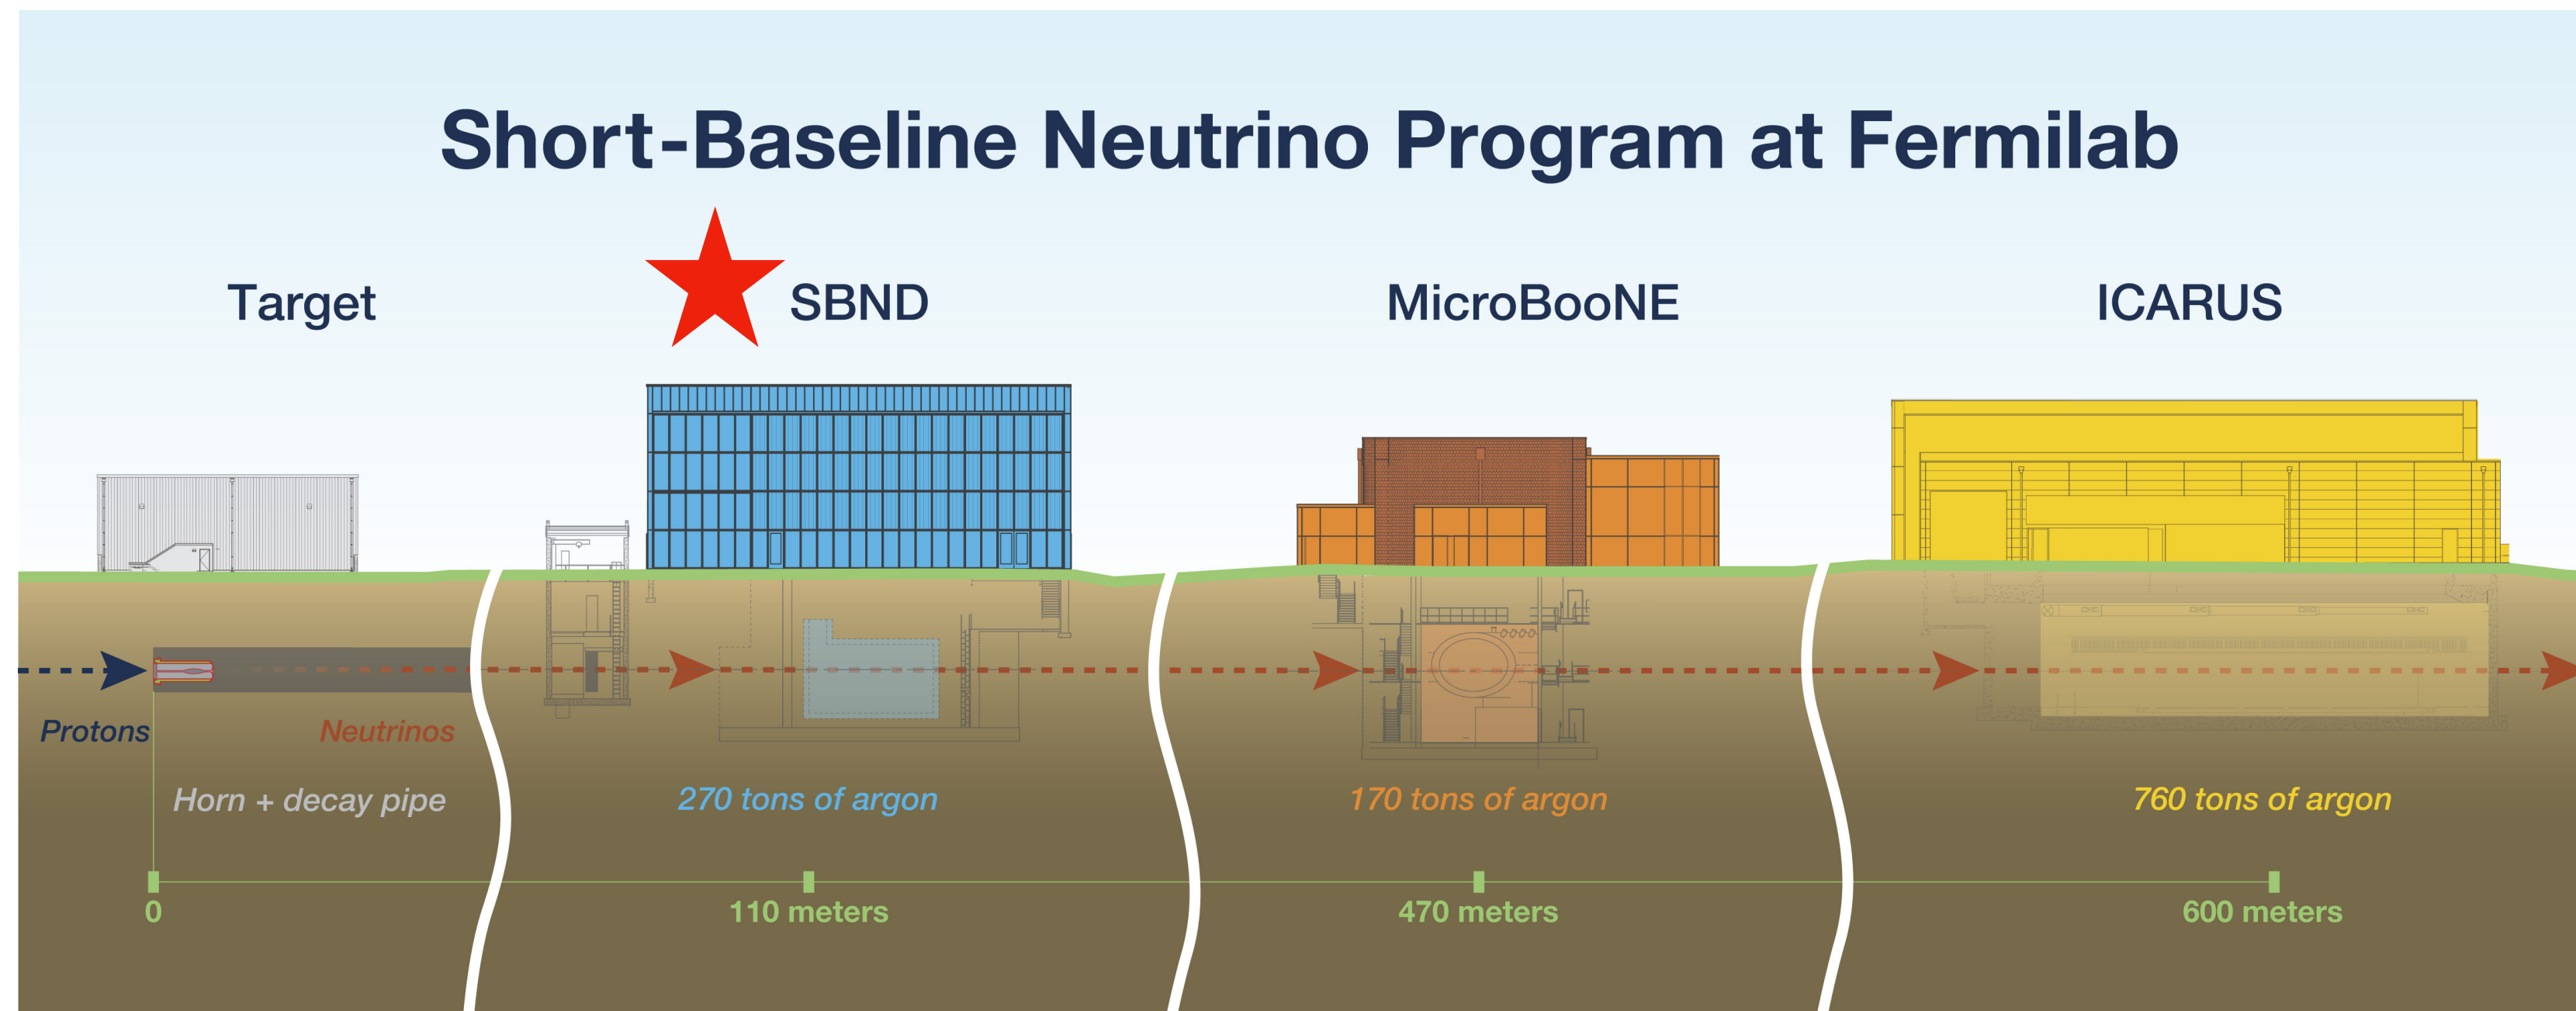 Short-Baseline Neutrino Program at Fermilab
Target
SBND
MicroBooNE
ICARUS
Protons
Neutrinos
Horn + decay pipe
270 tons of argon
170 tons of argon
760 tons of argon
0
110 meters
470 meters
600 meters